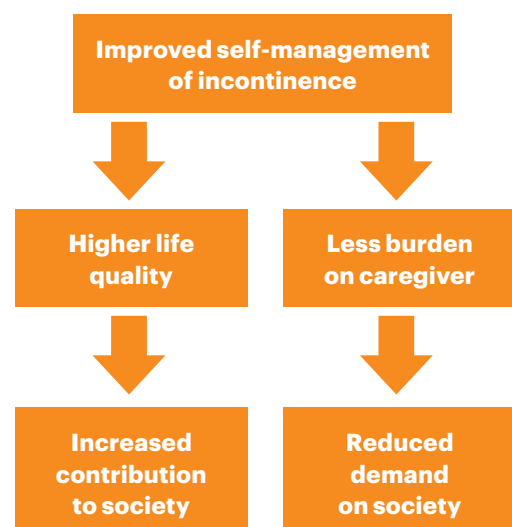 Improved self-management
of incontinence
Higher life
quality
Less burden
on caregiver
Increased
contribution
to society
Reduced
demand
on society